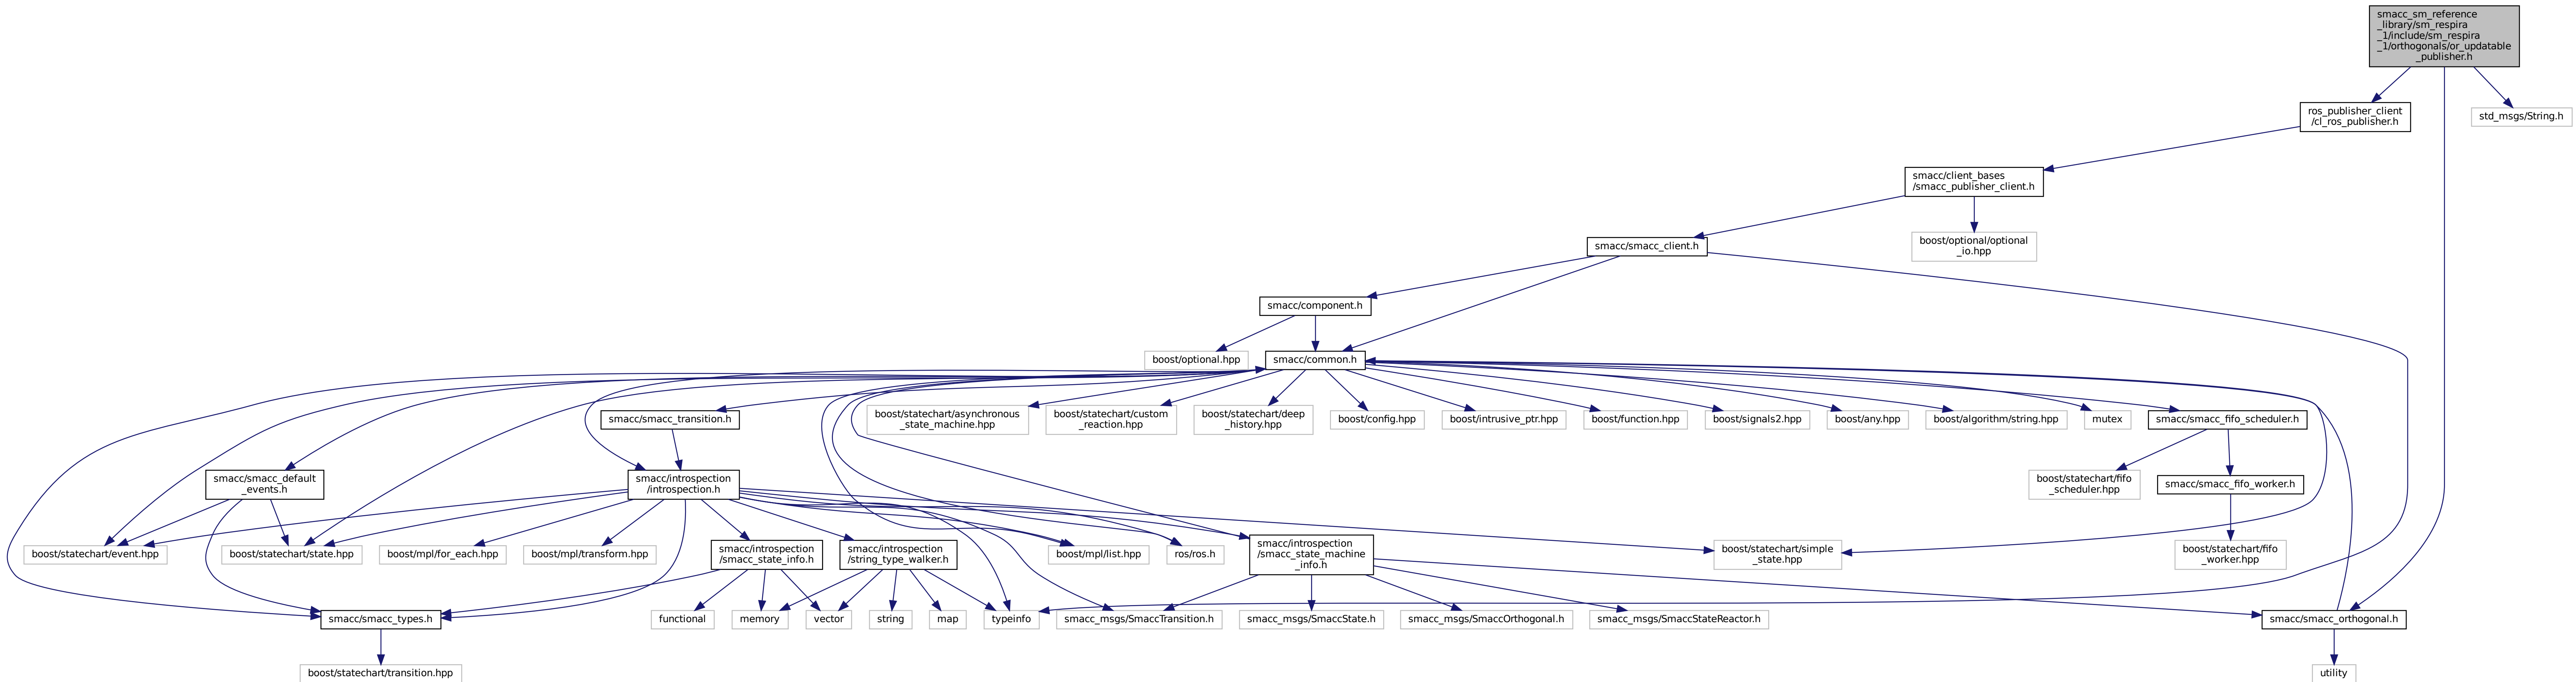 smacc_sm_reference
_library/sm_respira
_1/include/sm_respira
_1/orthogonals/or_updatable
_publisher.h
ros_publisher_client
/cl_ros_publisher.h
std_msgs/String.h
smacc/client_bases
/smacc_publisher_client.h
smacc/smacc_client.h
boost/optional/optional
_io.hpp
smacc/component.h
boost/optional.hpp
smacc/common.h
smacc/smacc_transition.h
boost/statechart/asynchronous
_state_machine.hpp
boost/statechart/custom
_reaction.hpp
boost/statechart/deep
_history.hpp
boost/config.hpp
boost/intrusive_ptr.hpp
boost/function.hpp
boost/signals2.hpp
boost/any.hpp
boost/algorithm/string.hpp
mutex
smacc/smacc_fifo_scheduler.h
smacc/smacc_default
_events.h
smacc/introspection
/introspection.h
boost/statechart/fifo
_scheduler.hpp
smacc/smacc_fifo_worker.h
boost/statechart/event.hpp
boost/statechart/state.hpp
boost/mpl/for_each.hpp
boost/mpl/transform.hpp
smacc/introspection
/smacc_state_info.h
smacc/introspection
/string_type_walker.h
boost/mpl/list.hpp
ros/ros.h
smacc/introspection
/smacc_state_machine
_info.h
boost/statechart/simple
_state.hpp
boost/statechart/fifo
_worker.hpp
smacc/smacc_types.h
functional
memory
vector
string
map
typeinfo
smacc_msgs/SmaccTransition.h
smacc_msgs/SmaccState.h
smacc_msgs/SmaccOrthogonal.h
smacc_msgs/SmaccStateReactor.h
smacc/smacc_orthogonal.h
boost/statechart/transition.hpp
utility